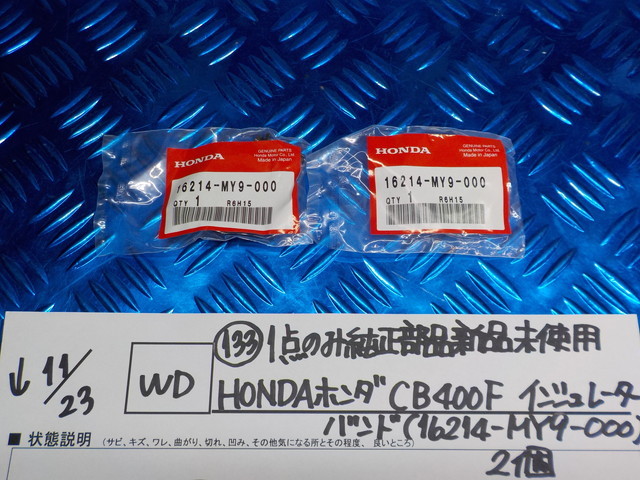 HONDA
GENUINE PARTS
Honda Motor Co., Ltd.
Made in Japan
16214-MY9-000
QTY 1 R6H15
HONDA
GENUINE PARTS
Honda Motor Co., Ltd.
Made in Japan
16214-MY9-000
QTY 1 R6H15
↓ 11/23
WD
(133) 1点のみ純正部品新品未使用
HONDAホンダ CB400F インシュレーター
バンド(16214-MY9-000)
2個
■ 状態説明 (サビ、キズ、ワレ、曲がり、切れ、凹み、その他気になる所とその程度、良いところ)